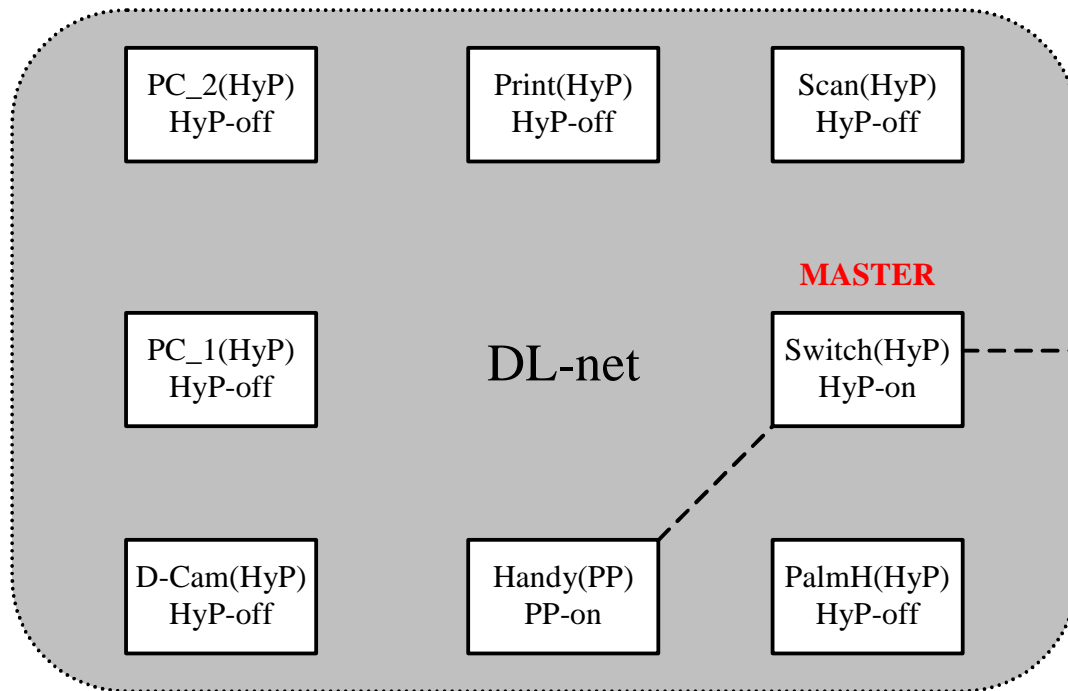 PC_2(HyP)
HyP-off
Print(HyP)
HyP-off
Scan(HyP)
HyP-off
MASTER
PC_1(HyP)
HyP-off
DL-net
Switch(HyP)
HyP-on
D-Cam(HyP)
HyP-off
Handy(PP)
PP-on
PalmH(HyP)
HyP-off